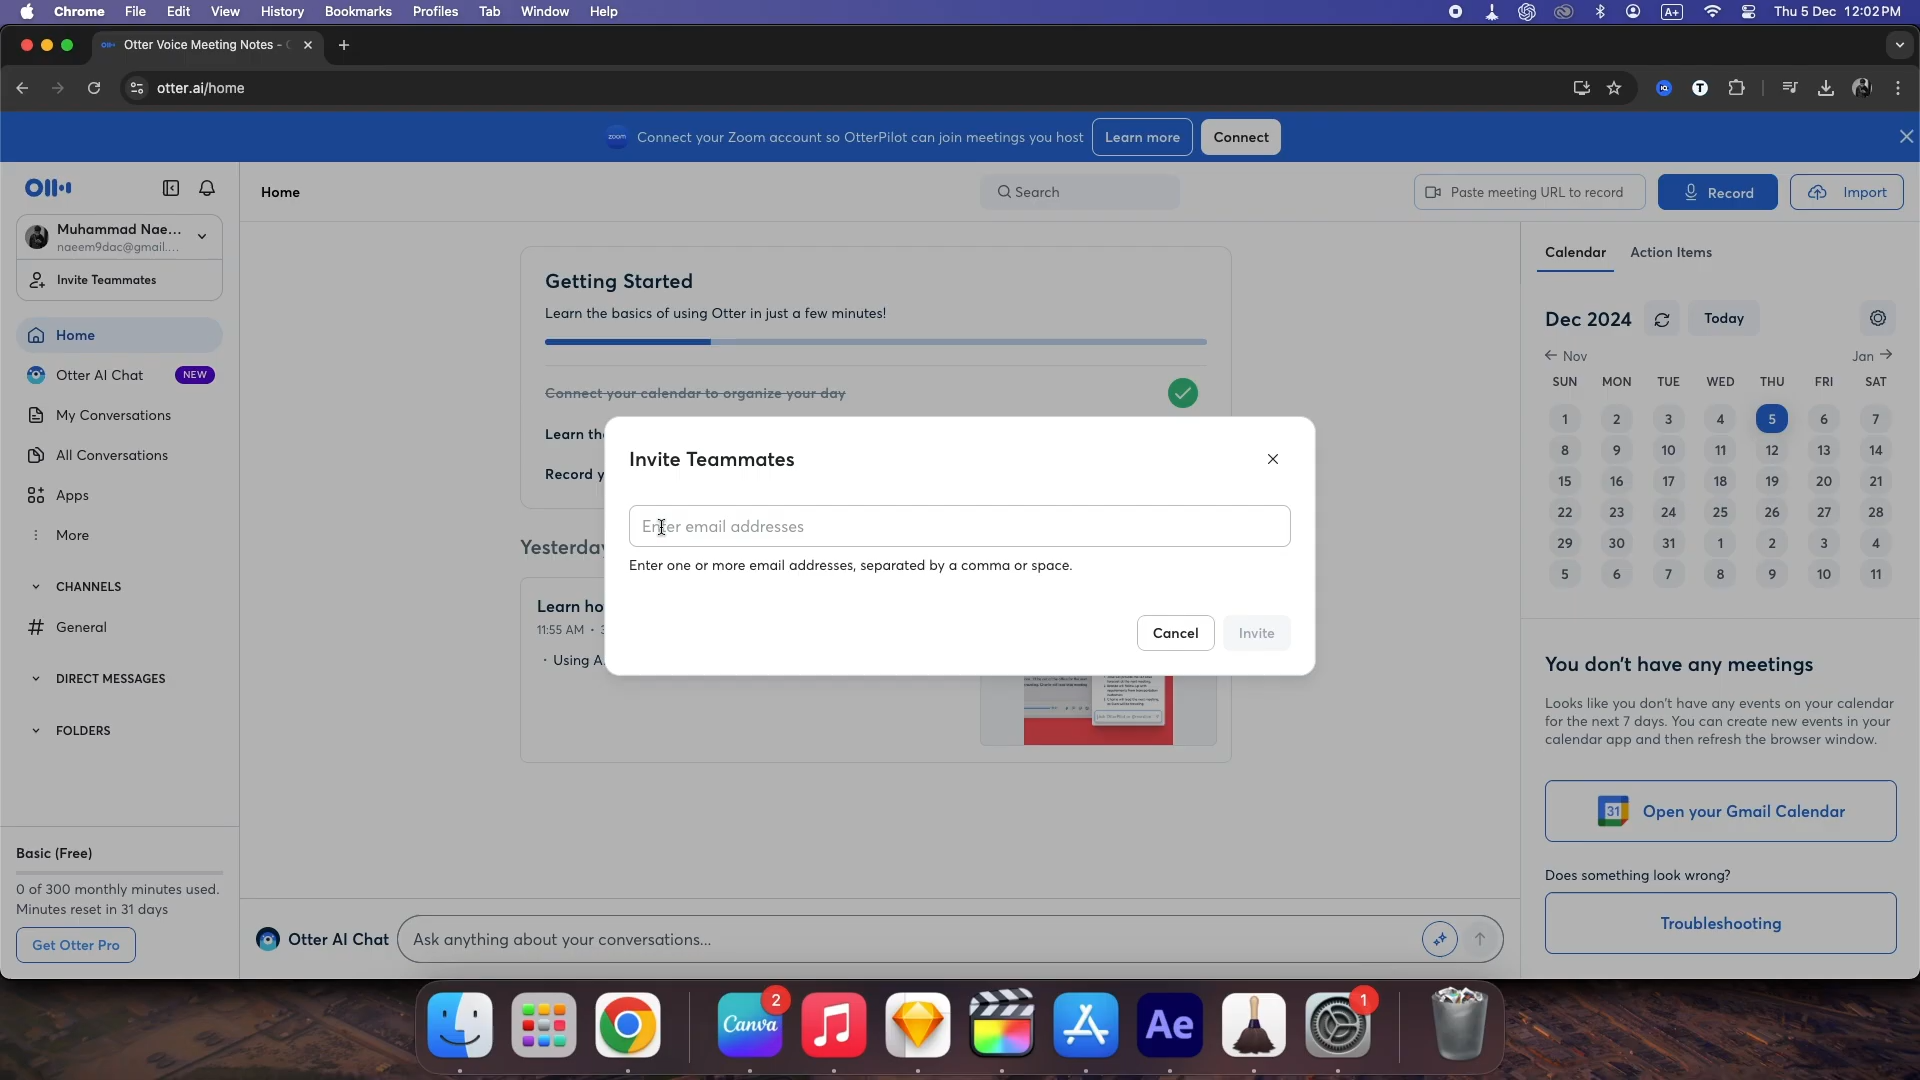 Chrome File Edit View History Bookmarks Profiles Tab Window Help A+ Thu 5 Dec 12:02 PM
Otter Voice Meeting Notes -
otter.ai/home
zoom Connect your Zoom account so OtterPilot can join meetings you host Learn more Connect
Home Search Paste meeting URL to record Record Import
Muhammad Nae...
naeem9dac@gmail....
Invite Teammates
Home
Otter AI Chat NEW
My Conversations
All Conversations
Apps
More
CHANNELS
# General
DIRECT MESSAGES
FOLDERS
Basic (Free)
0 of 300 monthly minutes used.
Minutes reset in 31 days
Get Otter Pro
Getting Started
Learn the basics of using Otter in just a few minutes!
Connect your calendar to organize your day
Learn th
Record y
Yesterday
Learn ho
11:55 AM ·
· Using A
Invite Teammates
Enter email addresses
Enter one or more email addresses, separated by a comma or space.
Cancel Invite
Otter AI Chat Ask anything about your conversations...
Calendar Action Items
Dec 2024 Today
← Nov Jan →
SUN MON TUE WED THU FRI SAT
1 2 3 4 5 6 7
8 9 10 11 12 13 14
15 16 17 18 19 20 21
22 23 24 25 26 27 28
29 30 31 1 2 3 4
5 6 7 8 9 10 11
You don't have any meetings
Looks like you don't have any events on your calendar
for the next 7 days. You can create new events in your
calendar app and then refresh the browser window.
31 Open your Gmail Calendar
Does something look wrong?
Troubleshooting
Canva 2 Ae 1